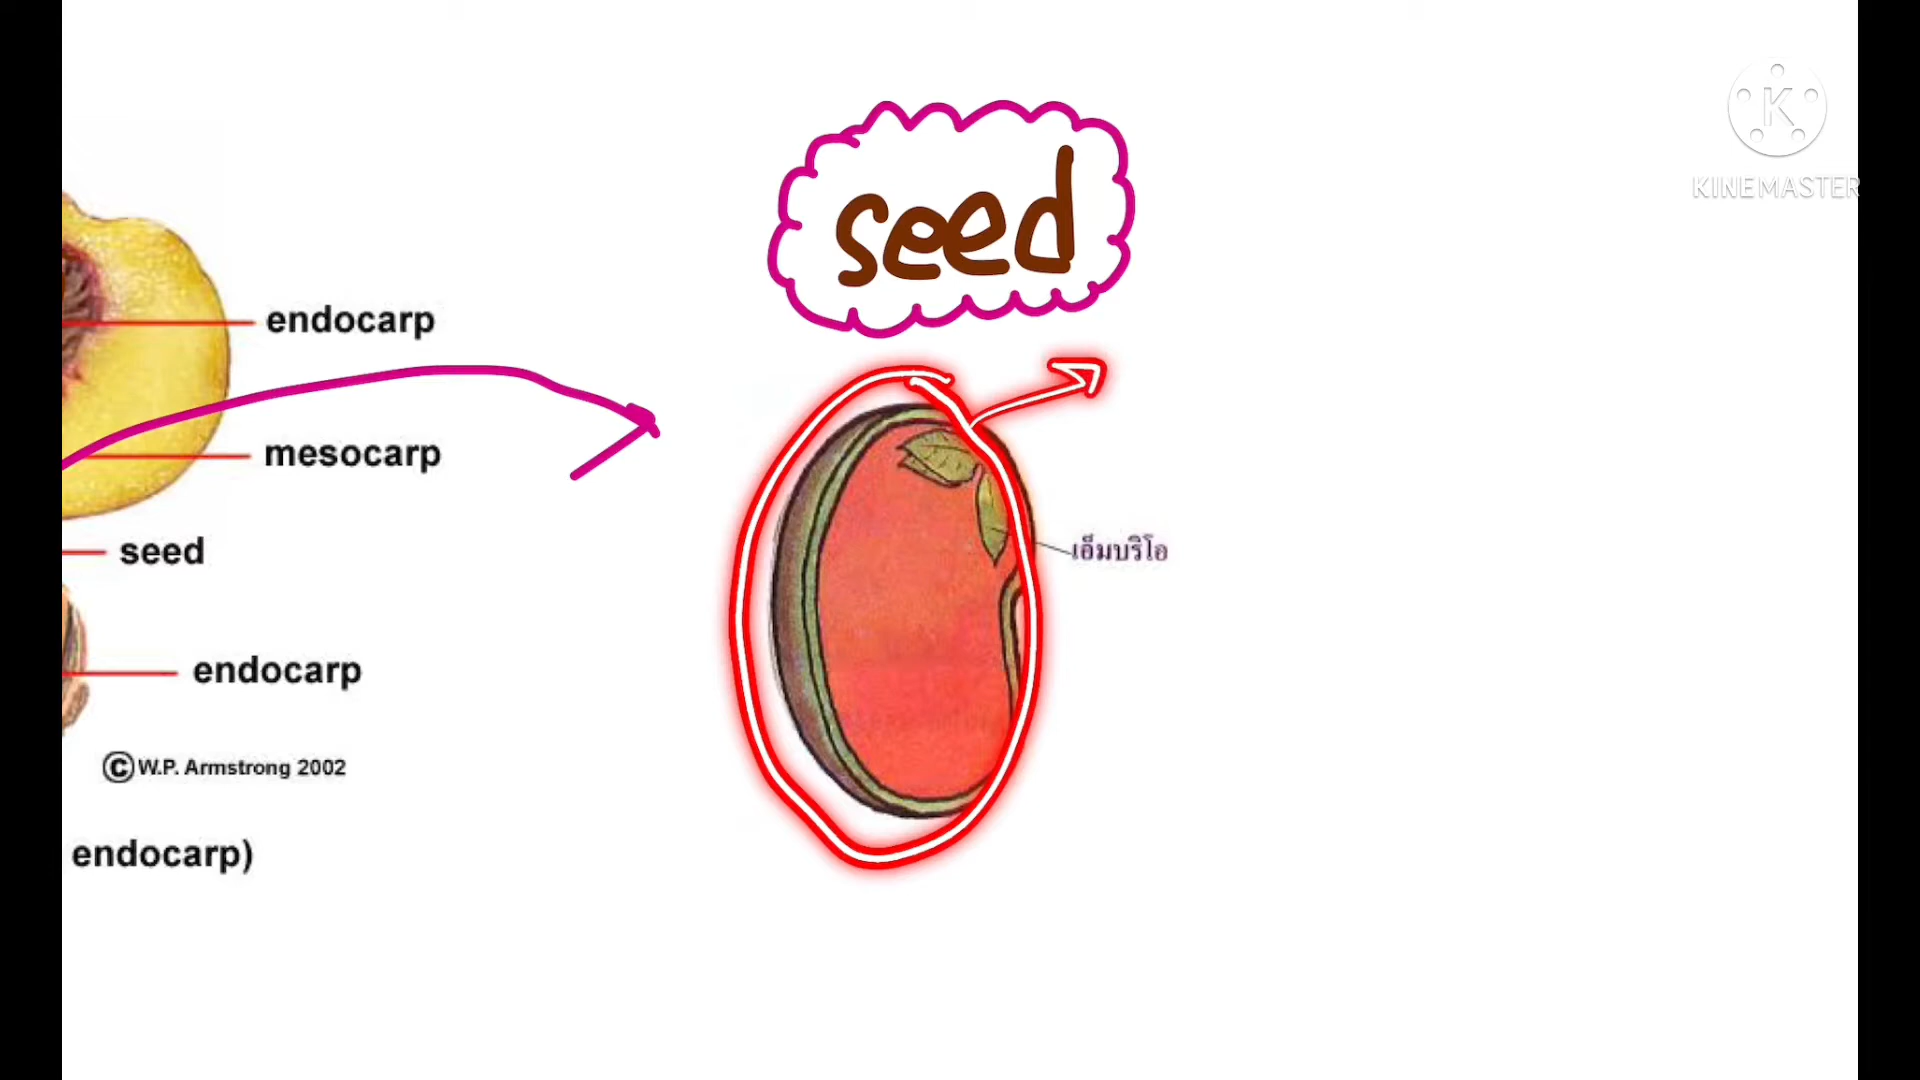 seed
K
KINEMASTER
endocarp
mesocarp
seed
เอ็มบริโอ
endocarp
©W.P. Armstrong 2002
endocarp)